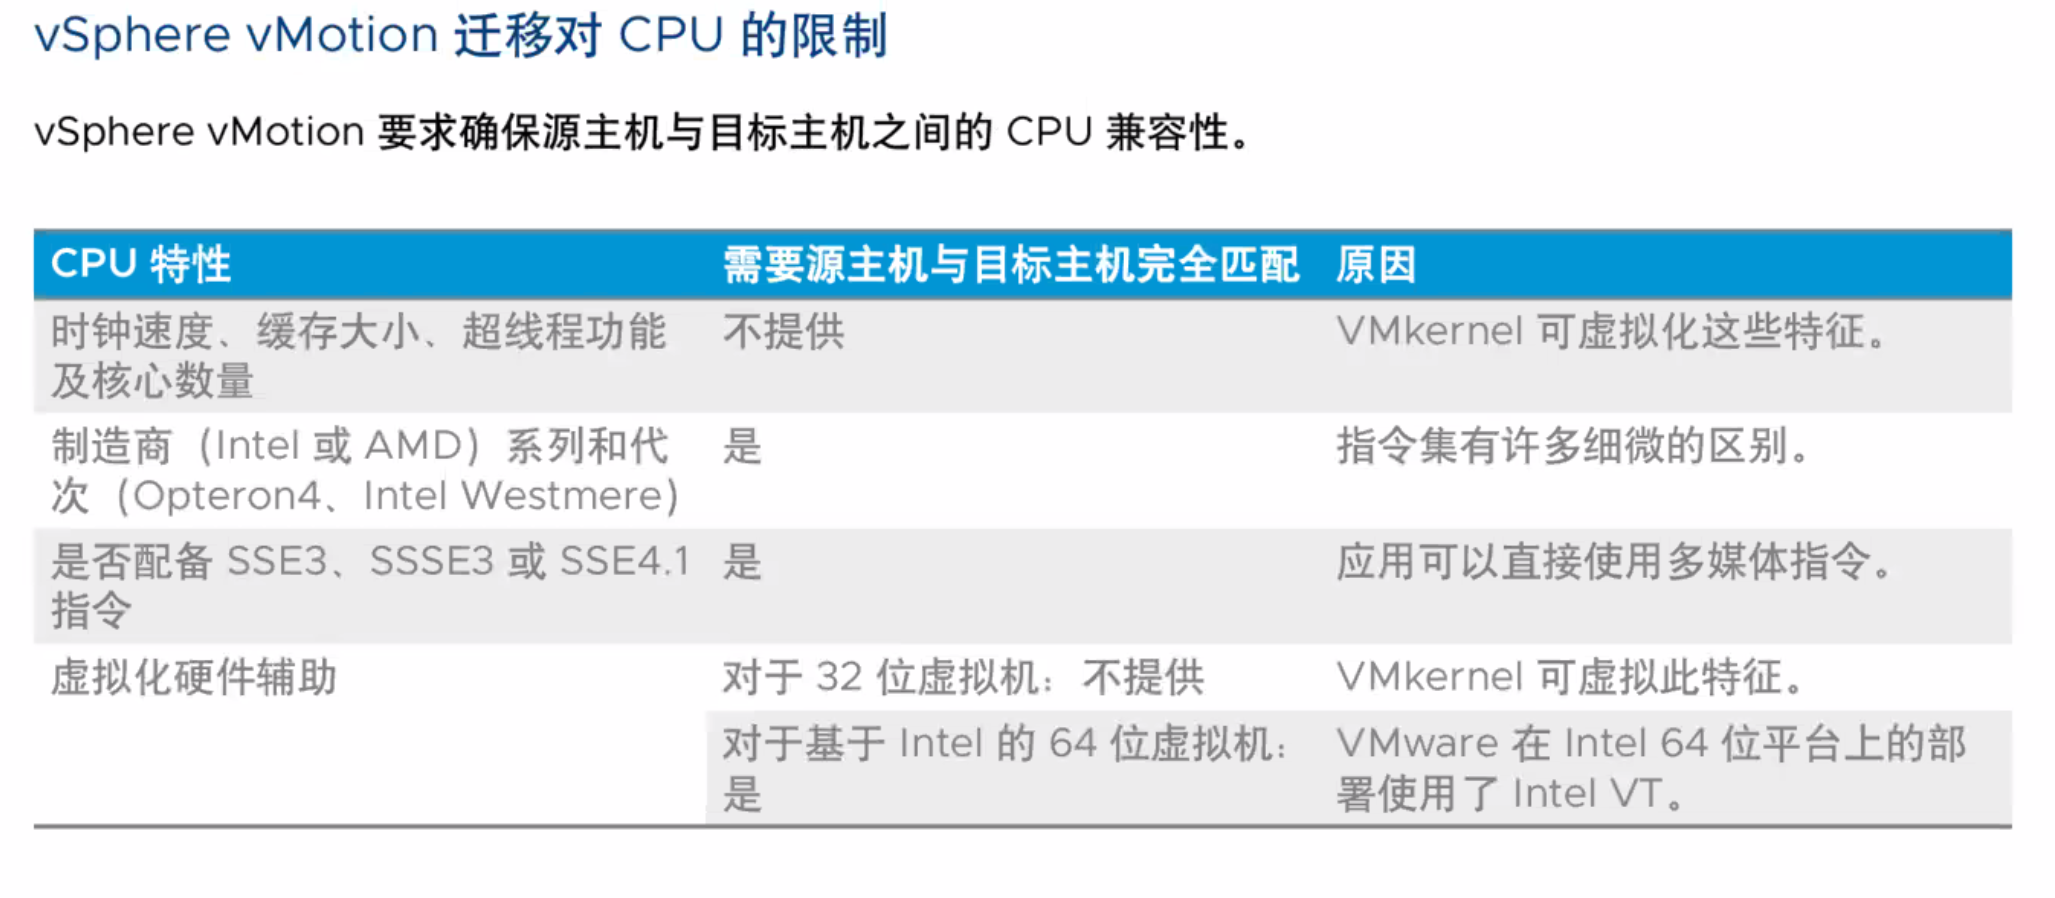 vSphere vMotion 迁移对 CPU 的限制
vSphere vMotion 要求确保源主机与目标主机之间的 CPU 兼容性。
CPU 特性 需要源主机与目标主机完全匹配 原因
时钟速度、缓存大小、超线程功能 不提供 VMkernel 可虚拟化这些特征。
及核心数量
制造商（Intel 或 AMD）系列和代 是 指令集有许多细微的区别。
次（Opteron4、Intel Westmere）
是否配备 SSE3、SSSE3 或 SSE4.1 是 应用可以直接使用多媒体指令。
指令
虚拟化硬件辅助 对于 32 位虚拟机：不提供 VMkernel 可虚拟此特征。
对于基于 Intel 的 64 位虚拟机： VMware 在 Intel 64 位平台上的部
是 署使用了 Intel VT。